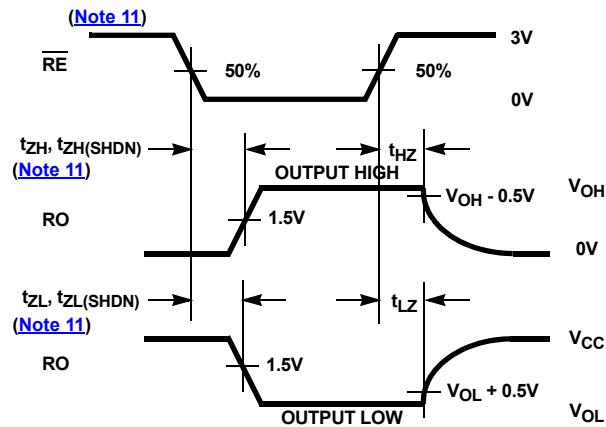 (Note 11)
RE
3V
50%
50%
0V
tZH, tZH(SHDN)
tHZ
(Note 11)
OUTPUT HIGH
VOH
VOH - 0.5V
RO
1.5V
0V
tZL, tZL(SHDN)
tLZ
(Note 11)
VCC
RO
1.5V
VOL + 0.5V
OUTPUT LOW
VOL